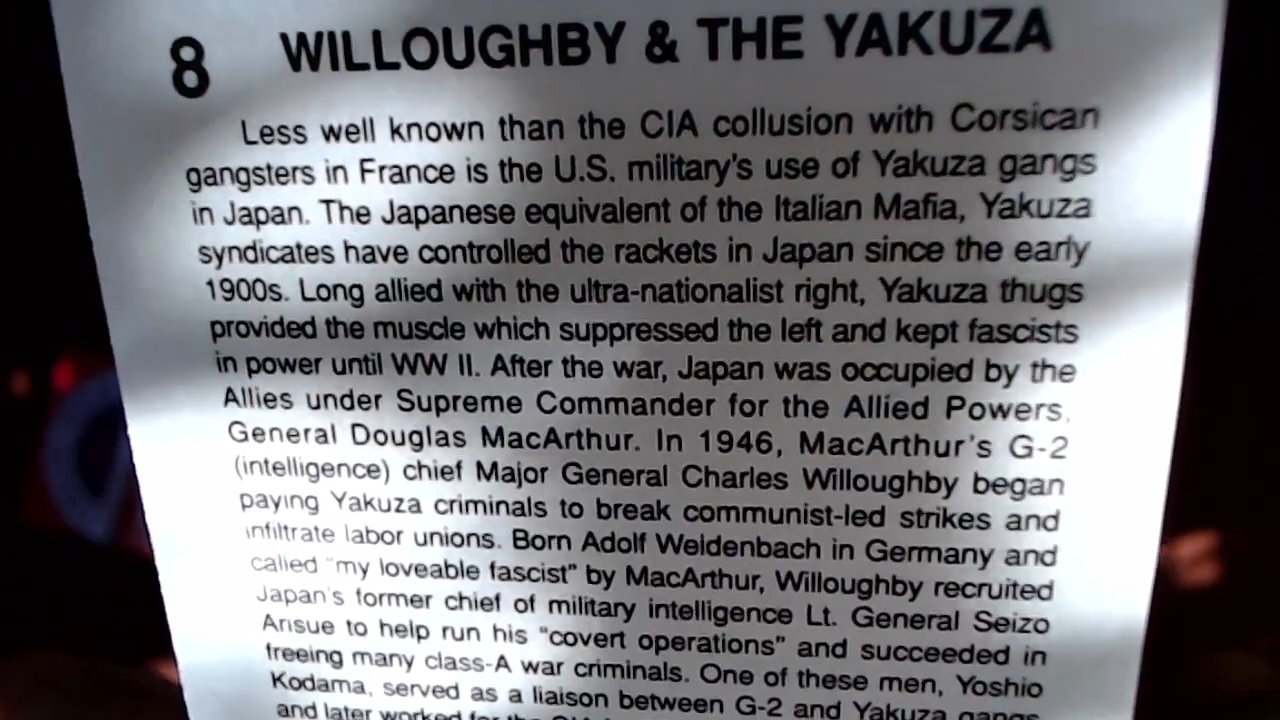 8 WILLOUGHBY & THE YAKUZA
Less well known than the CIA collusion with Corsican
gangsters in France is the U.S. military's use of Yakuza gangs
in Japan. The Japanese equivalent of the Italian Mafia, Yakuza
syndicates have controlled the rackets in Japan since the early
1900s. Long allied with the ultra-nationalist right, Yakuza thugs
provided the muscle which suppressed the left and kept fascists
in power until WW II. After the war, Japan was occupied by the
Allies under Supreme Commander for the Allied Powers,
General Douglas MacArthur. In 1946, MacArthur's G-2
(intelligence) chief Major General Charles Willoughby began
paying Yakuza criminals to break communist-led strikes and
infiltrate labor unions. Born Adolf Weidenbach in Germany and
called "my loveable fascist" by MacArthur, Willoughby recruited
Japan's former chief of military intelligence Lt. General Seizo
Arisue to help run his "covert operations" and succeeded in
freeing many class-A war criminals. One of these men, Yoshio
Kodama, served as a liaison between G-2 and Yakuza gangs
and later worked for the